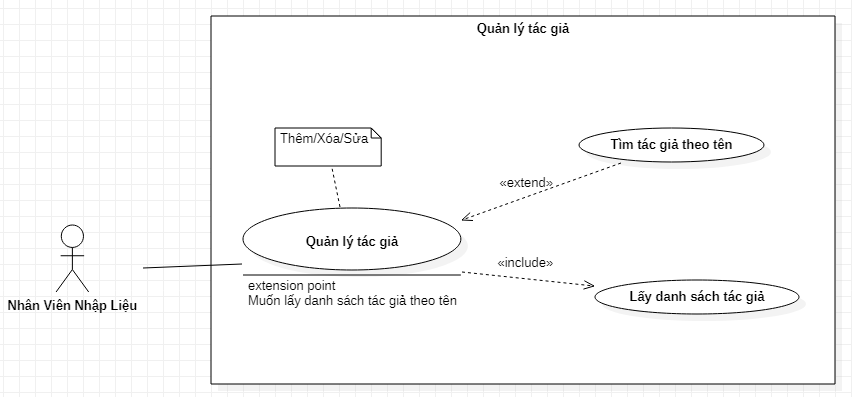 Quản lý tác giả
Thêm/Xóa/Sửa
Tìm tác giả theo tên
«extend»
Quản lý tác giả
«include»
extension point
Muốn lấy danh sách tác giả theo tên
Lấy danh sách tác giả
Nhân Viên Nhập Liệu